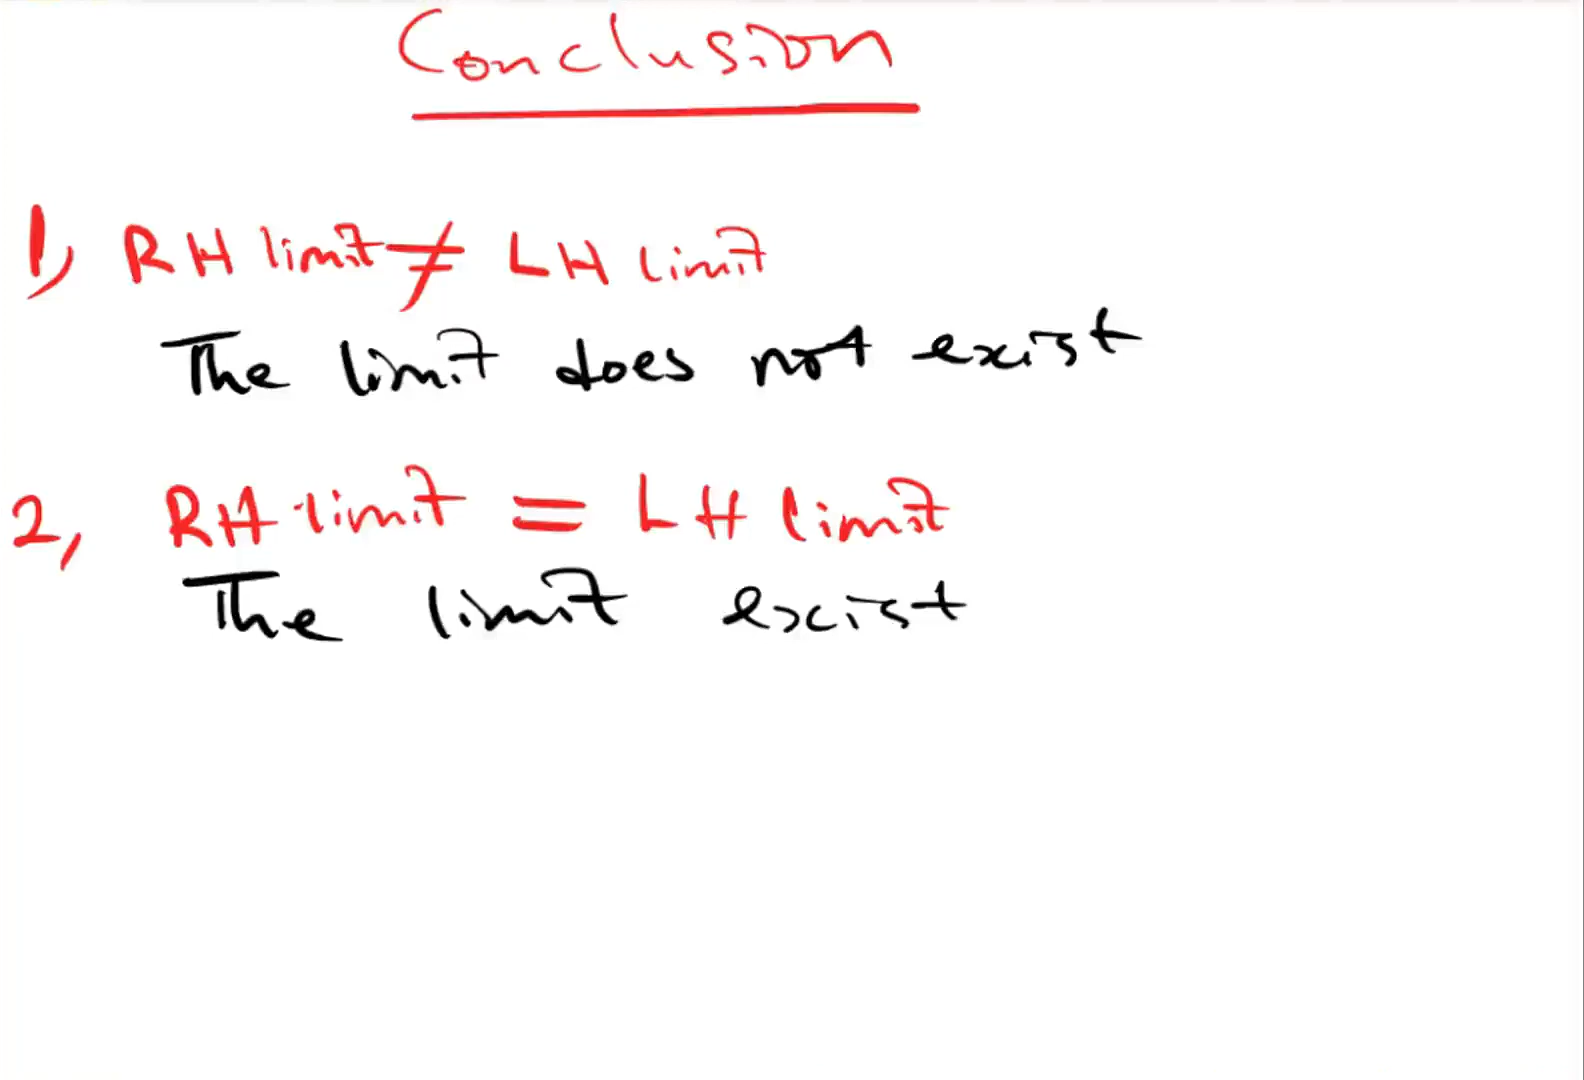 Conclusion
1, RH limit ≠ LH limit
The limit does not exist
2, RH limit = LH limit
The limit exist